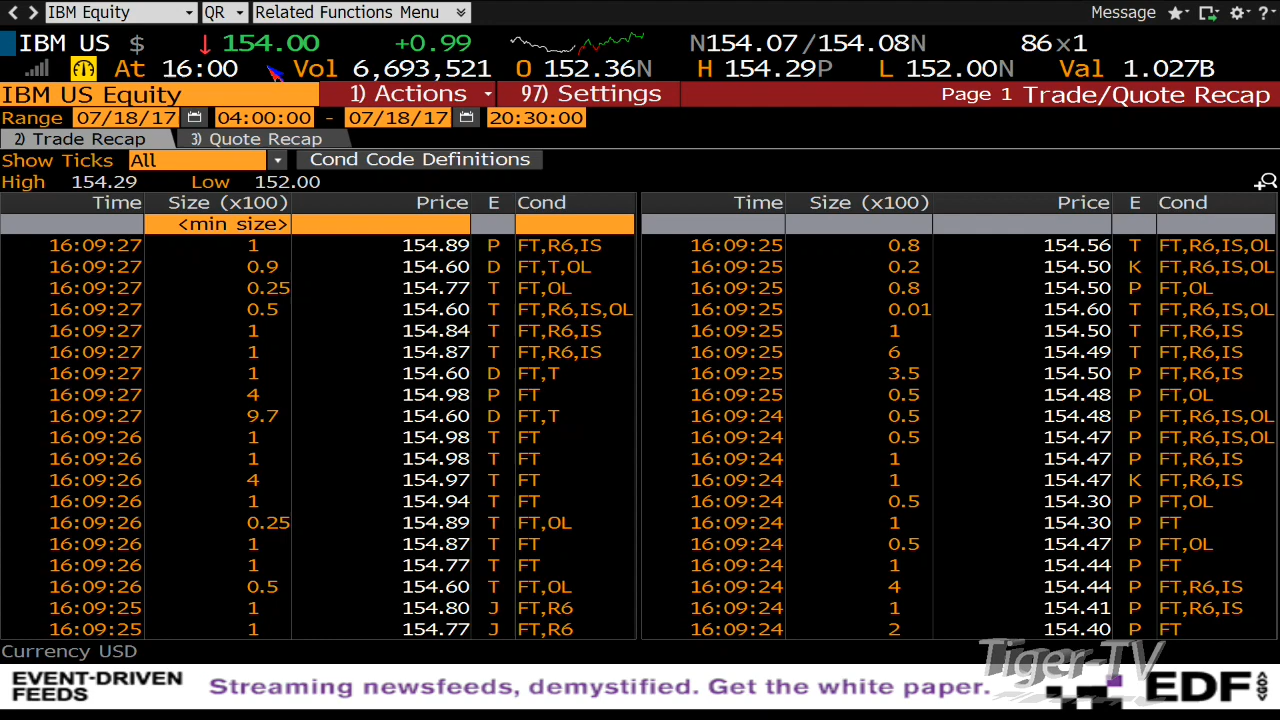 IBM Equity QR Related Functions Menu Message ?
IBM US $ ↓ 154.00 +0.99 N154.07/154.08N 86x1
At 16:00 Vol 6,693,521 O 152.36N H 154.29P L 152.00N Val 1.027B
IBM US Equity 1) Actions 97) Settings Page 1 Trade/Quote Recap
Range 07/18/17 04:00:00 - 07/18/17 20:30:00
2) Trade Recap 3) Quote Recap
Show Ticks All Cond Code Definitions
High 154.29 Low 152.00
Time Size (x100) Price E Cond Time Size (x100) Price E Cond
<min size>
16:09:27 1 154.89 P FT,R6,IS 16:09:25 0.8 154.56 T FT,R6,IS,OL
16:09:27 0.9 154.60 D FT,T,OL 16:09:25 0.2 154.50 K FT,R6,IS,OL
16:09:27 0.25 154.77 T FT,OL 16:09:25 0.8 154.50 P FT,OL
16:09:27 0.5 154.60 T FT,R6,IS,OL 16:09:25 0.01 154.60 T FT,R6,IS,OL
16:09:27 1 154.84 T FT,R6,IS 16:09:25 1 154.50 T FT,R6,IS
16:09:27 1 154.87 T FT,R6,IS 16:09:25 6 154.49 T FT,R6,IS
16:09:27 1 154.60 D FT,T 16:09:25 3.5 154.50 P FT,R6,IS
16:09:27 4 154.98 P FT 16:09:25 0.5 154.48 P FT,OL
16:09:27 9.7 154.60 D FT,T 16:09:24 0.5 154.48 P FT,R6,IS,OL
16:09:26 1 154.98 T FT 16:09:24 0.5 154.47 P FT,R6,IS,OL
16:09:26 1 154.98 T FT 16:09:24 1 154.47 P FT,R6,IS
16:09:26 4 154.97 T FT 16:09:24 1 154.47 K FT,R6,IS
16:09:26 1 154.94 T FT 16:09:24 0.5 154.30 P FT,OL
16:09:26 0.25 154.89 T FT,OL 16:09:24 1 154.30 P FT
16:09:26 1 154.87 T FT 16:09:24 0.5 154.47 P FT,OL
16:09:26 1 154.77 T FT 16:09:24 1 154.44 P FT
16:09:26 0.5 154.60 T FT,OL 16:09:24 4 154.44 P FT,R6,IS
16:09:25 1 154.80 J FT,R6 16:09:24 1 154.41 P FT,R6,IS
16:09:25 1 154.77 J FT,R6 16:09:24 2 154.40 P FT
Currency USD
Tiger-TV
EVENT-DRIVEN
FEEDS
Streaming newsfeeds, demystified. Get the white paper.
EDF